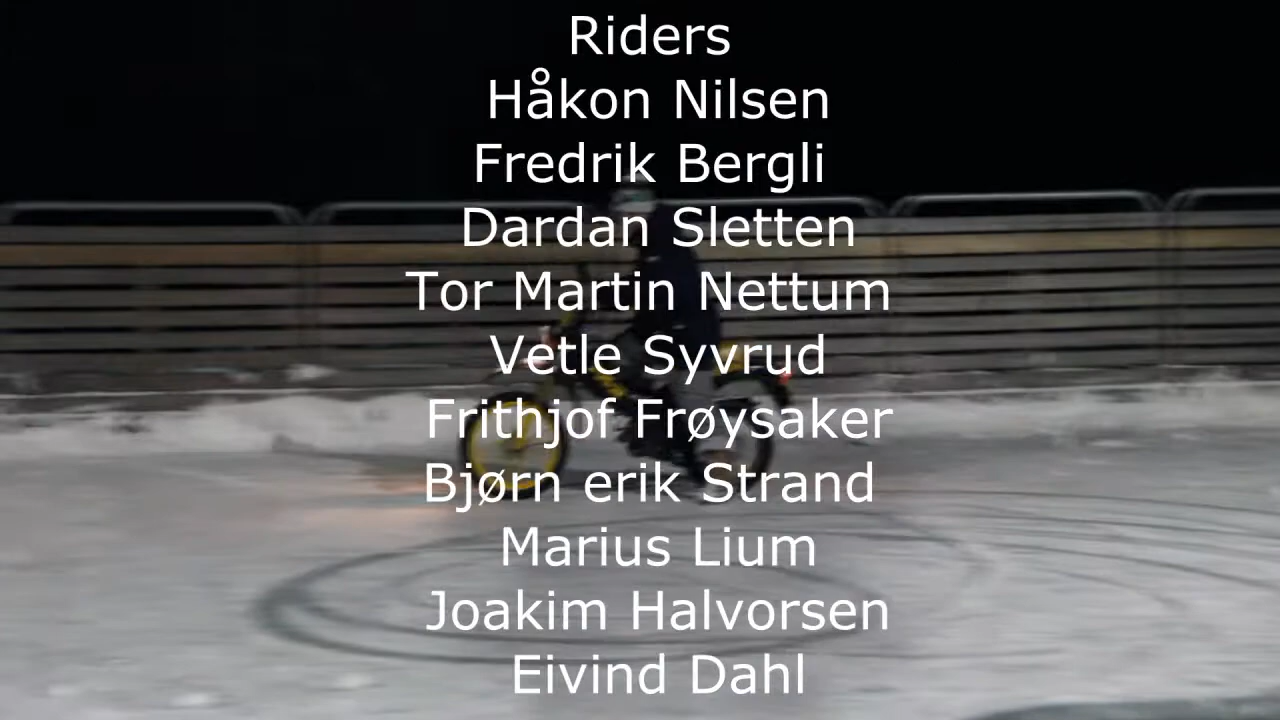 Riders
Håkon Nilsen
Fredrik Bergli
Dardan Sletten
Tor Martin Nettum
Vetle Syvrud
Frithjof Frøysaker
Bjørn erik Strand
Marius Lium
Joakim Halvorsen
Eivind Dahl